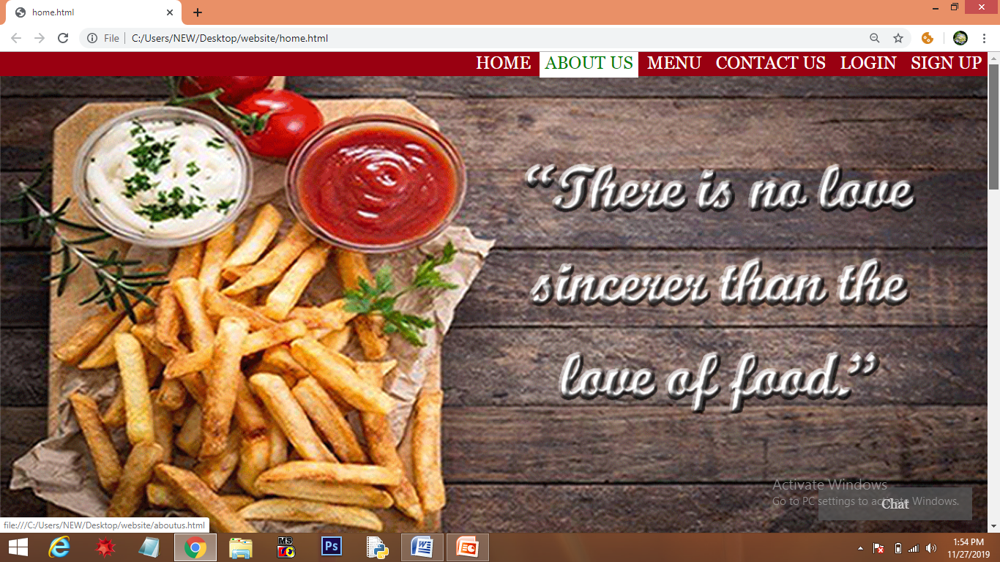 home.html
File
C:/Users/NEW/Desktop/website/home.html
HOME ABOUT US MENU CONTACT US LOGIN SIGN UP
“There is no love
sincerer than the
love of food.”
Activate Windows
Go to PC settings to activate Windows.
Chat
file:///C:/Users/NEW/Desktop/website/aboutus.html
MS
Ps
1:54 PM
11/27/2019